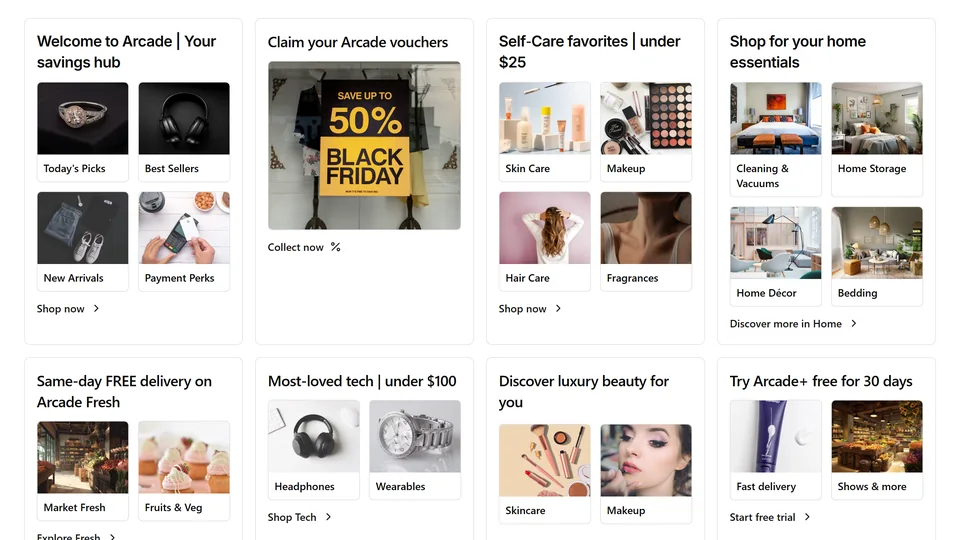 Welcome to Arcade | Your
savings hub
Today's Picks
Best Sellers
New Arrivals
Payment Perks
Shop now
Claim your Arcade vouchers
SAVE UP TO
50%
BLACK
FRIDAY
Collect now
Self-Care favorites | under
$25
Skin Care
Makeup
Hair Care
Fragrances
Shop now
Shop for your home
essentials
Cleaning &
Vacuums
Home Storage
Home Décor
Bedding
Discover more in Home
Same-day FREE delivery on
Arcade Fresh
Market Fresh
Fruits & Veg
Explore Fresh
Most-loved tech | under $100
Headphones
Wearables
Shop Tech
Discover luxury beauty for
you
Skincare
Makeup
Try Arcade+ free for 30 days
Fast delivery
Shows & more
Start free trial